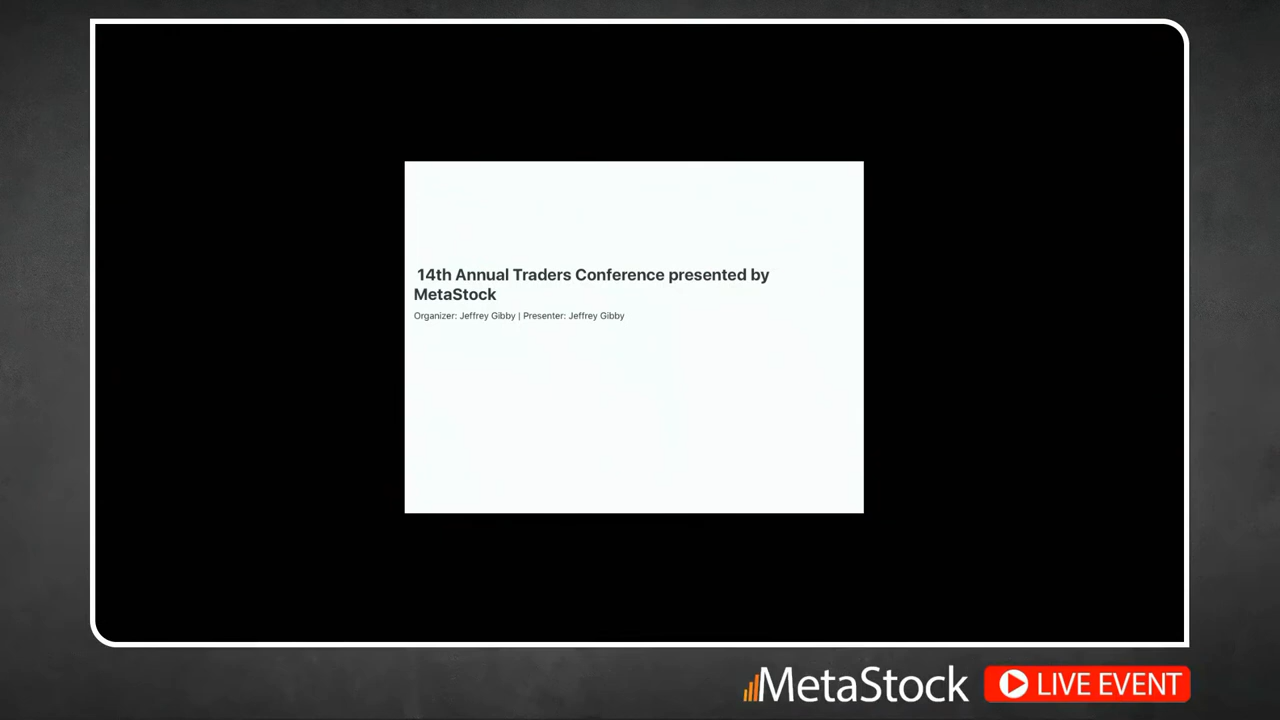 14th Annual Traders Conference presented by
MetaStock
Organizer: Jeffrey Gibby | Presenter: Jeffrey Gibby
MetaStock LIVE EVENT